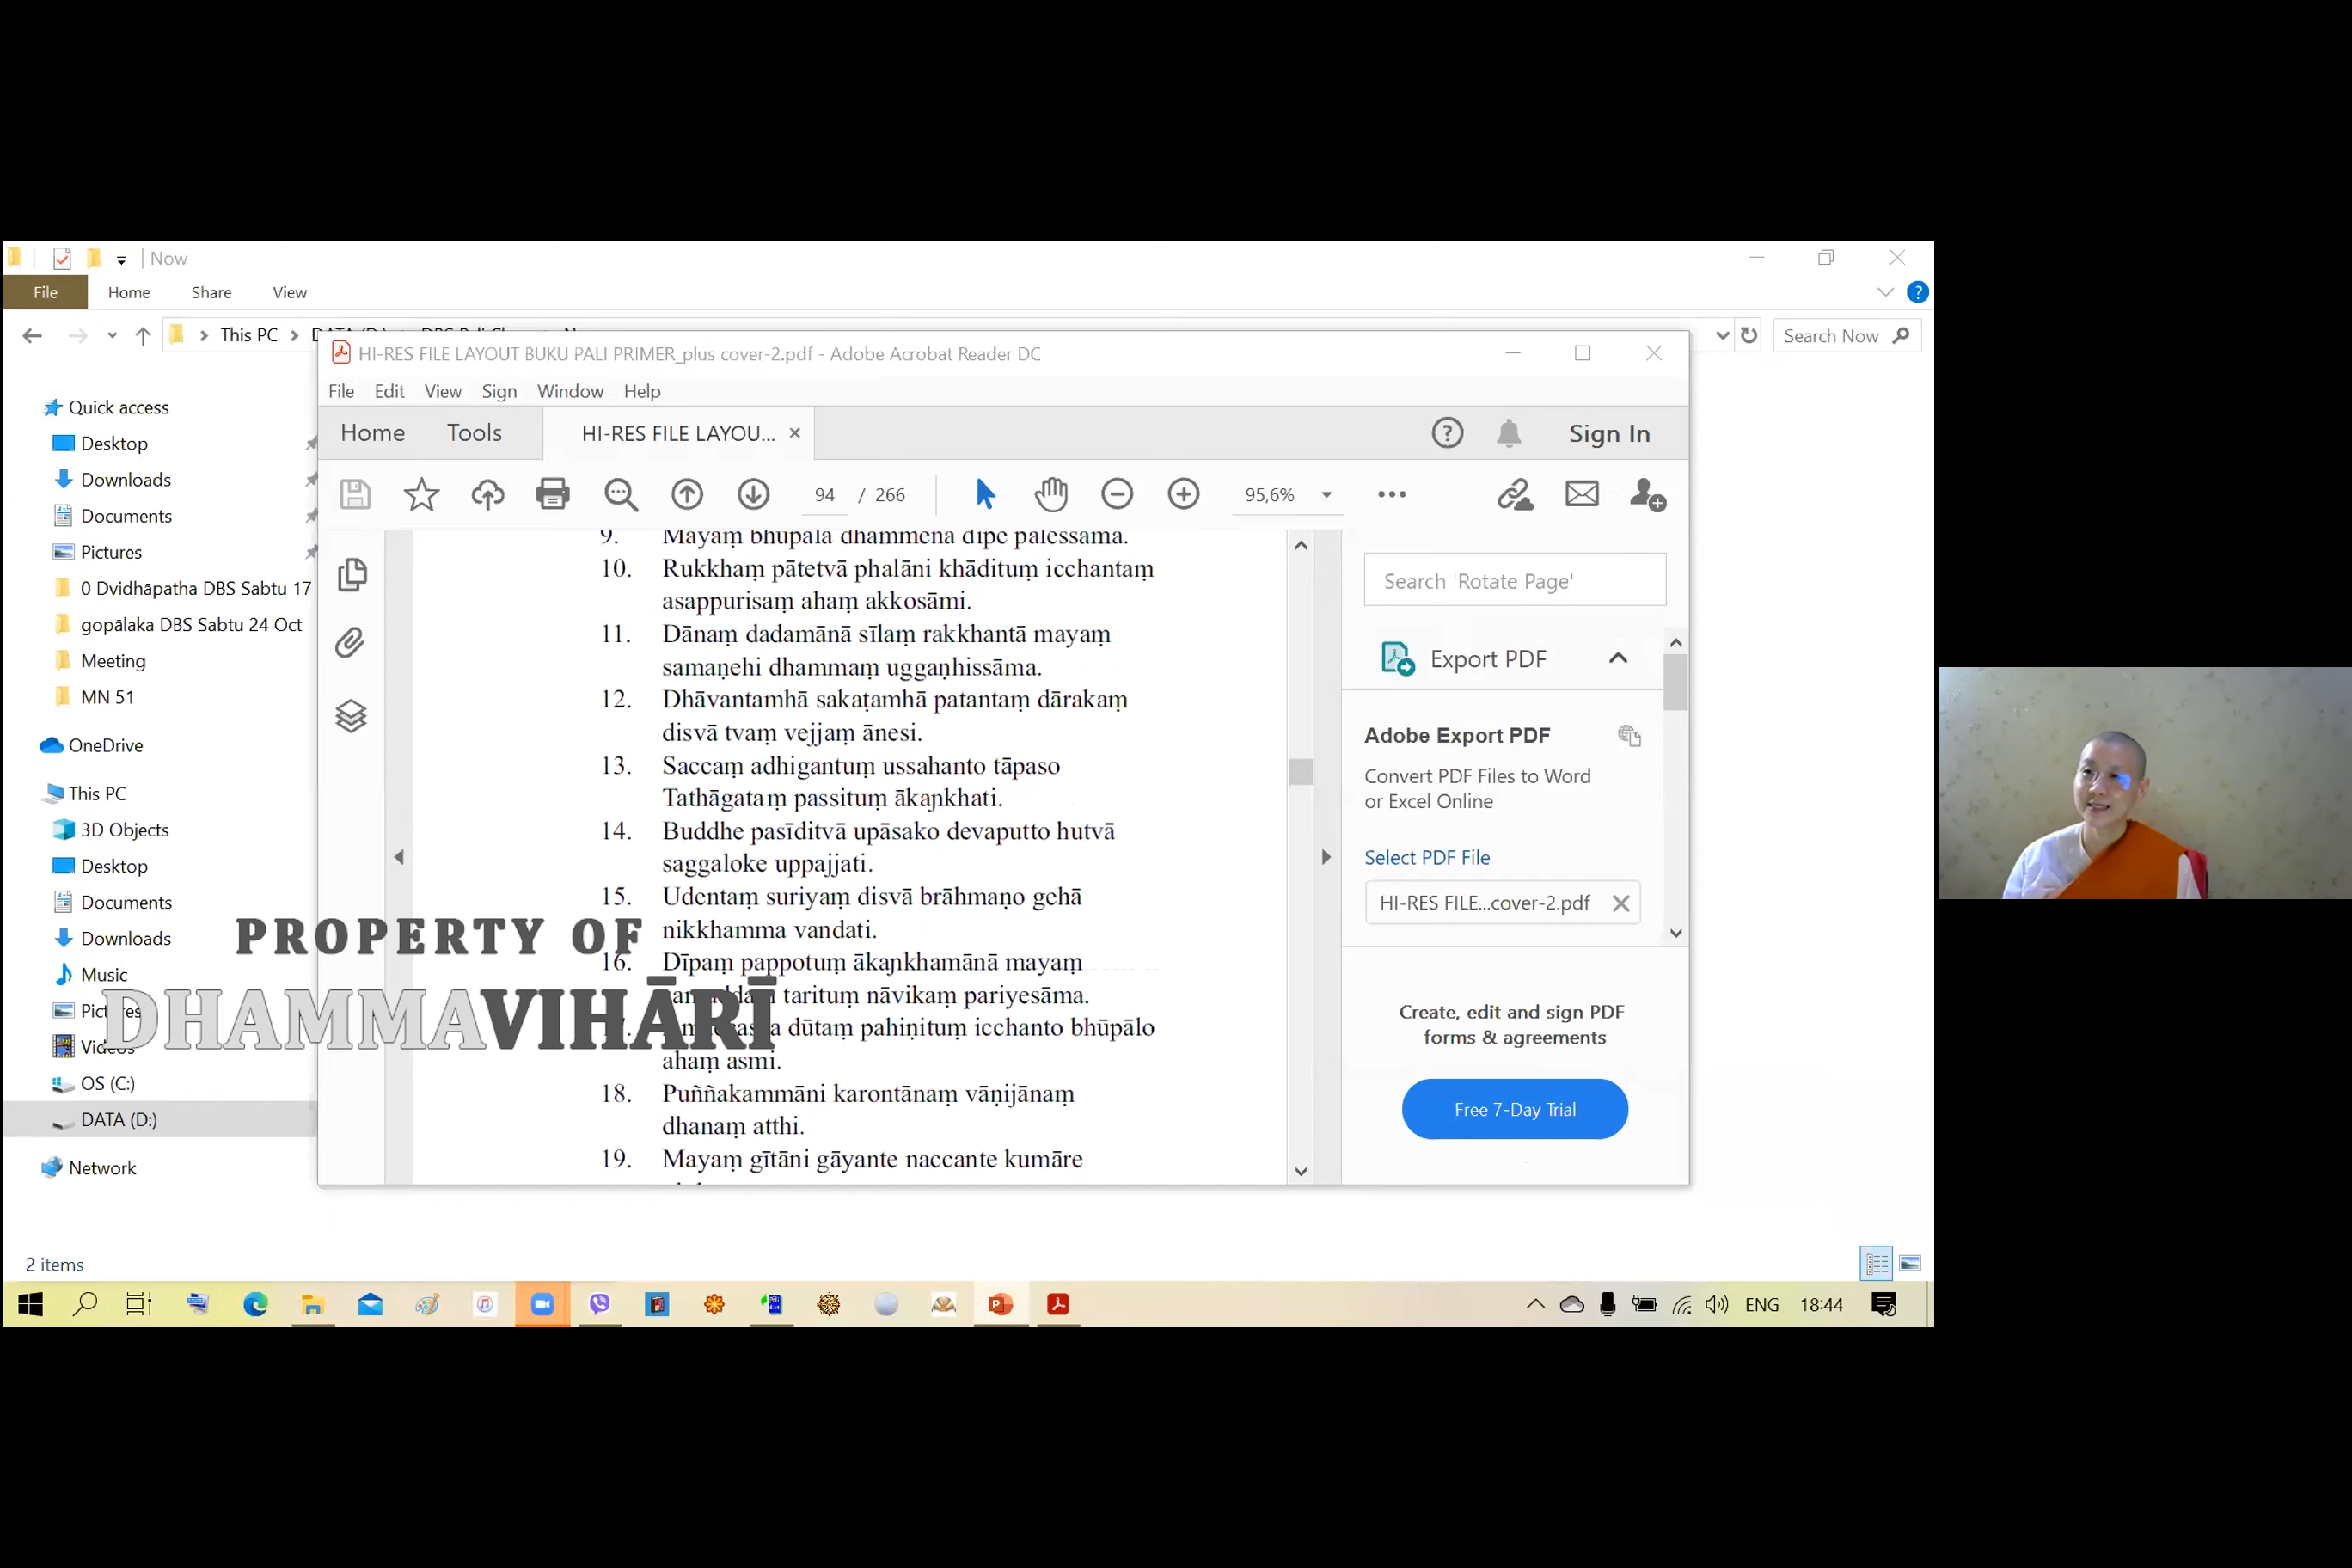 Now
File Home Share View
This PC
Search Now
HI-RES FILE LAYOUT BUKU PALI PRIMER_plus cover-2.pdf - Adobe Acrobat Reader DC
File Edit View Sign Window Help
Home Tools HI-RES FILE LAYOU... Sign In
94 / 266 95,6%
Quick access
Desktop
Downloads
Documents
Pictures
0 Dvidhāpatha DBS Sabtu 17
gopālaka DBS Sabtu 24 Oct
Meeting
MN 51
OneDrive
This PC
3D Objects
Desktop
Documents
Downloads
Music
Pictures
Videos
OS (C:)
DATA (D:)
Network
2 items
9. Mayaṃ bhūpālā dhammena dīpe pālessāma.
10. Rukkhaṃ pātetvā phalāni khādituṃ icchantaṃ
asappurisaṃ ahaṃ akkosāmi.
11. Dānaṃ dadamānā sīlaṃ rakkhantā mayaṃ
samaṇehi dhammaṃ uggaṇhissāma.
12. Dhāvantamhā sakaṭamhā patantaṃ dārakaṃ
disvā tvaṃ vejjaṃ ānesi.
13. Saccaṃ adhigantuṃ ussahanto tāpaso
Tathāgataṃ passituṃ ākaɲkhati.
14. Buddhe pasīditvā upāsako devaputto hutvā
saggaloke uppajjati.
15. Udentaṃ suriyaṃ disvā brāhmaṇo gehā
nikkhamma vandati.
16. Dīpaṃ pappotuṃ ākaɲkhamānā mayaṃ
tarituṃ nāvikaṃ pariyesāma.
dūtaṃ pahiṇituṃ icchanto bhūpālo
ahaṃ asmi.
18. Puññakammāni karontānaṃ vāṇijānaṃ
dhanaṃ atthi.
19. Mayaṃ gītāni gāyante naccante kumāre
PROPERTY OF
DHAMMAVIHĀRĪ
Search 'Rotate Page'
Export PDF
Adobe Export PDF
Convert PDF Files to Word
or Excel Online
Select PDF File
HI-RES FILE...cover-2.pdf
Create, edit and sign PDF
forms & agreements
Free 7-Day Trial
ENG 18:44